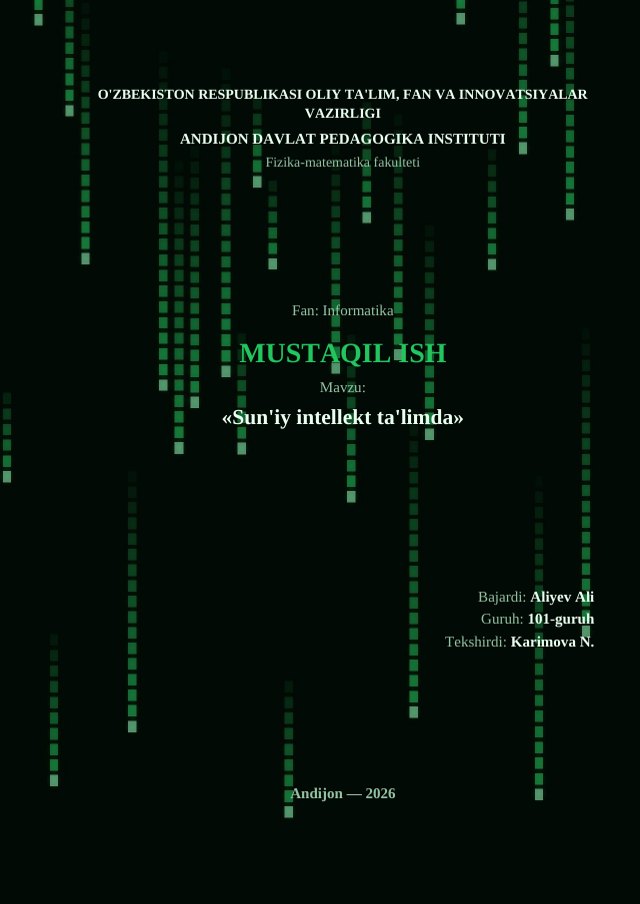 O'ZBEKISTON RESPUBLIKASI OLIY TA'LIM, FAN VA INNOVATSIYALAR
VAZIRLIGI
ANDIJON DAVLAT PEDAGOGIKA INSTITUTI
Fizika-matematika fakulteti
Fan: Informatika
MUSTAQIL ISH
Mavzu:
«Sun'iy intellekt ta'limda»
Bajardi: Aliyev Ali
Guruh: 101-guruh
Tekshirdi: Karimova N.
Andijon — 2026